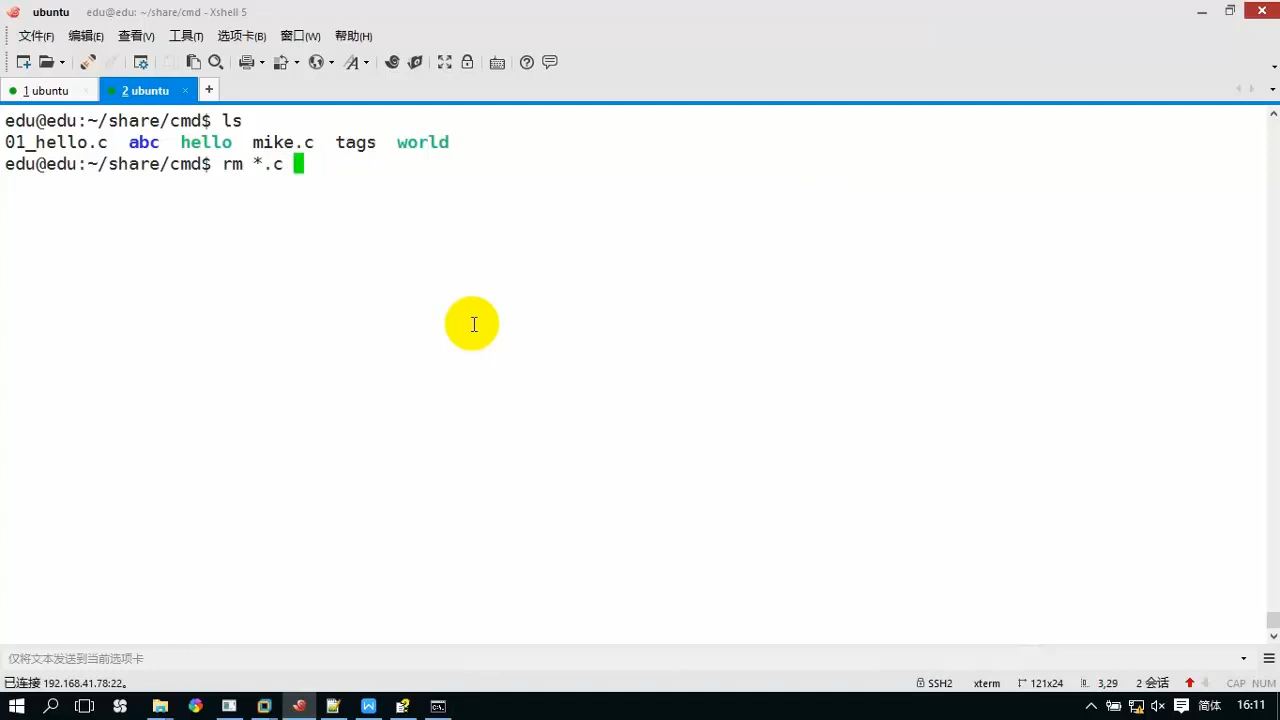 ubuntu edu@edu: ~/share/cmd - Xshell 5
文件(F) 编辑(E) 查看(V) 工具(T) 选项卡(B) 窗口(W) 帮助(H)
1 ubuntu 2 ubuntu +
edu@edu:~/share/cmd$ ls
01_hello.c abc hello mike.c tags world
edu@edu:~/share/cmd$ rm *.c
仅将文本发送到当前选项卡
已连接 192.168.41.78:22。 SSH2 xterm 121x24 3,29 2 会话 CAP NUM
简体 16:11